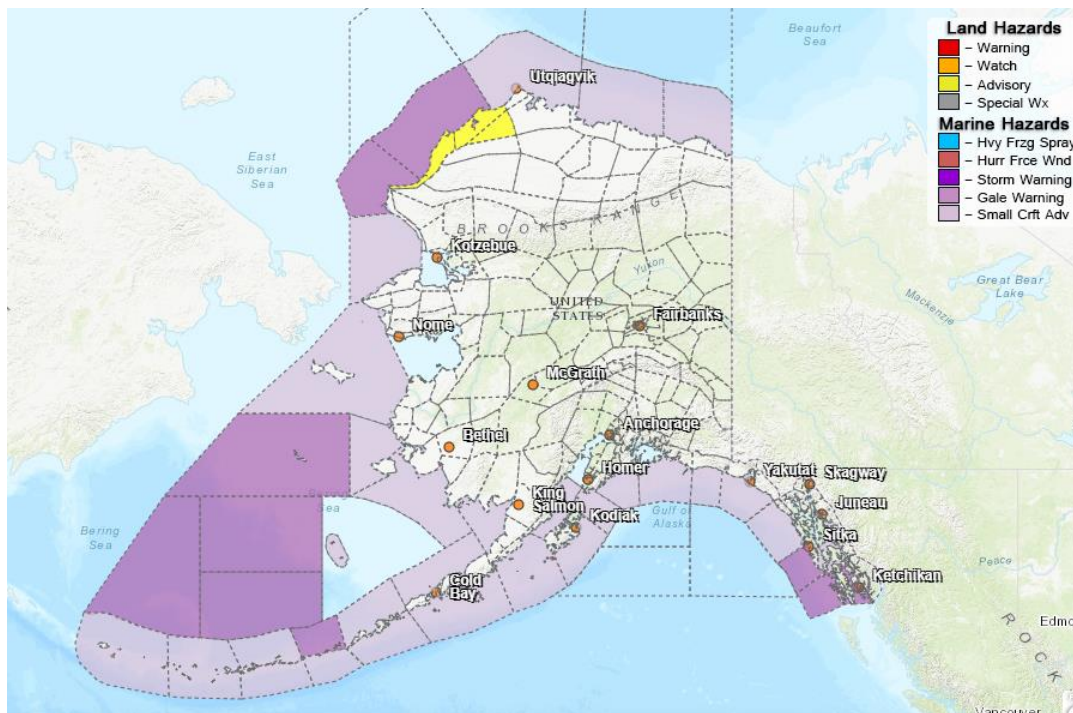 Land Hazards
– Warning
– Watch
– Advisory
– Special Wx
Marine Hazards
– Hvy Frzg Spray
– Hurr Frce Wnd
– Storm Warning
– Gale Warning
– Small Crft Adv
Beaufort
Sea
Utqiagvik
East
Siberian
Sea
BROOKS RANGE
Kotzebue
Yukon
Great Bear
Lake
Mackenzie
UNITED
STATES
Fairbanks
Nome
McGrath
Anchorage
Bethel
Homer
Yakutat
Skagway
King
Salmon
Kodiak
Gulf of
Alaska
Juneau
Sea
Sitka
Bering
Sea
Peace
Ketchikan
Cold
Bay
Edmo
ROCK
Vancouver